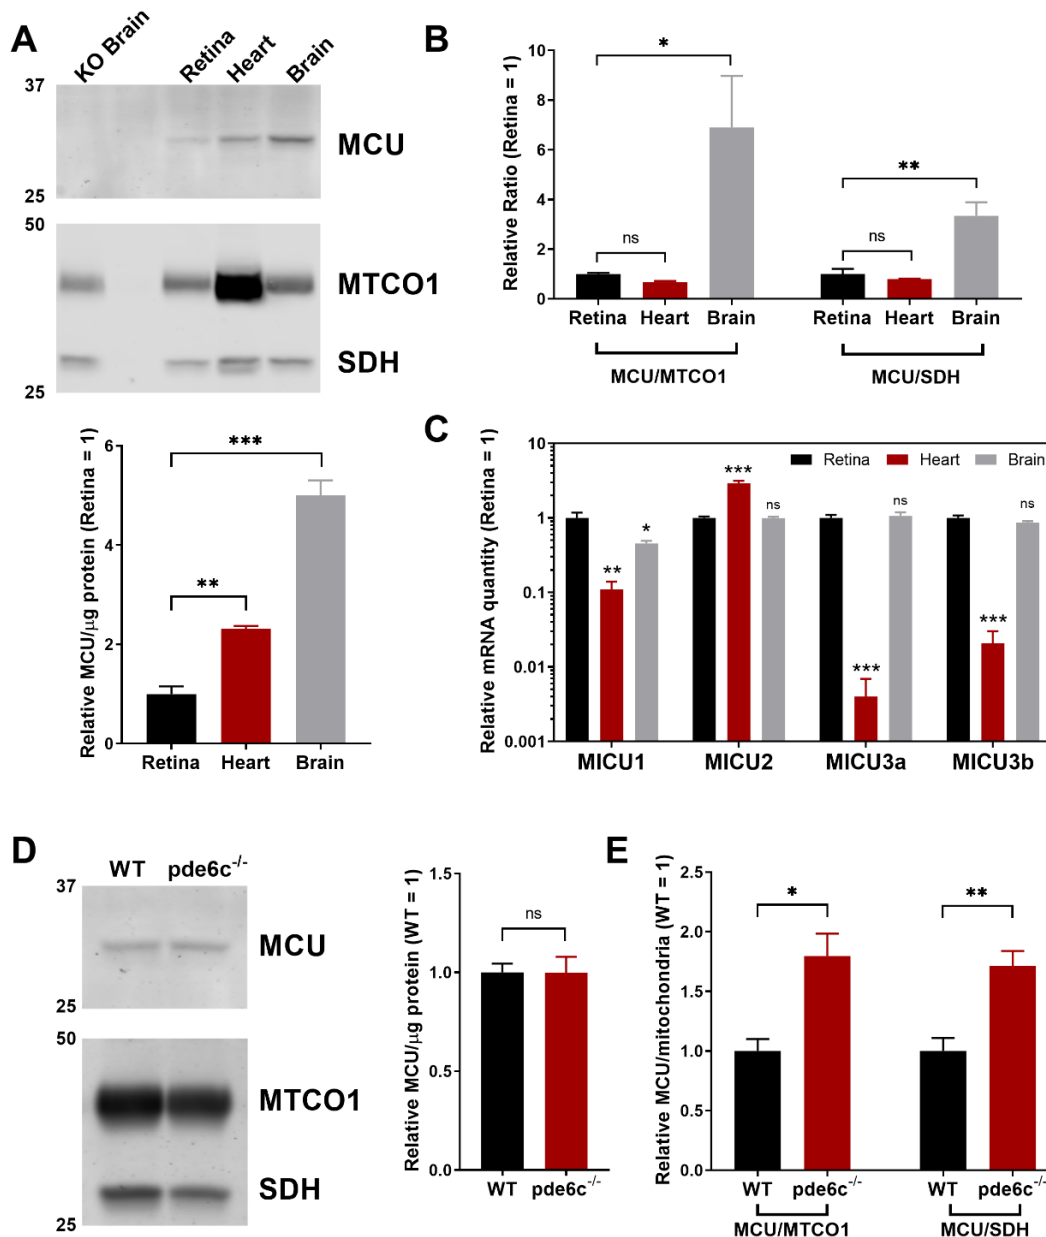 A
KO Brain
Retina
Heart
Brain
37
MCU
25
50
MTCO1
SDH
25
Relative MCU/μg protein (Retina = 1)
6
4
2
0
***
**
Retina Heart Brain
B
Relative Ratio (Retina = 1)
10
8
6
4
2
0
*
ns
**
ns
Retina Heart Brain Retina Heart Brain
MCU/MTCO1 MCU/SDH
C
Relative mRNA quantity (Retina = 1)
10
1
0.1
0.01
0.001
Retina Heart Brain
** *
*** ns
*** ns
*** ns
MICU1 MICU2 MICU3a MICU3b
D
WT pde6c-/-
37
MCU
25
50
MTCO1
SDH
25
Relative MCU/μg protein (WT = 1)
1.5
1.0
0.5
0.0
ns
WT pde6c-/-
E
Relative MCU/mitochondria (WT = 1)
2.5
2.0
1.5
1.0
0.5
0.0
* **
WT pde6c-/- WT pde6c-/-
MCU/MTCO1 MCU/SDH